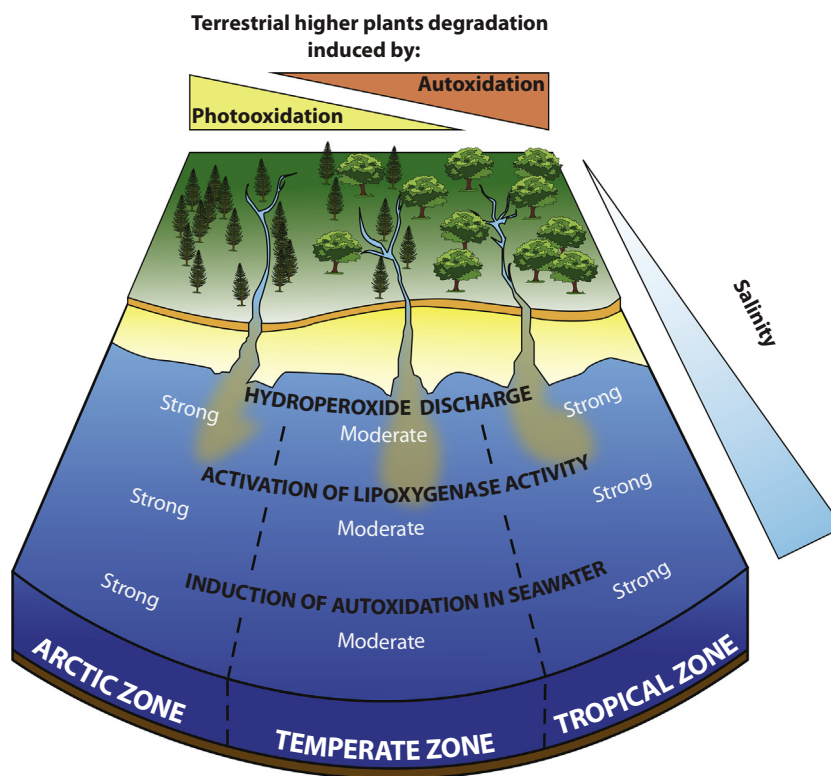 Terrestrial higher plants degradation
induced by:
Autoxidation
Photooxidation
Salinity
HYDROPEROXIDE DISCHARGE
Strong
Moderate
Strong
ACTIVATION OF LIPOXYGENASE ACTIVITY
Strong
Moderate
Strong
INDUCTION OF AUTOXIDATION IN SEAWATER
Strong
Moderate
Strong
ARCTIC ZONE
TEMPERATE ZONE
TROPICAL ZONE